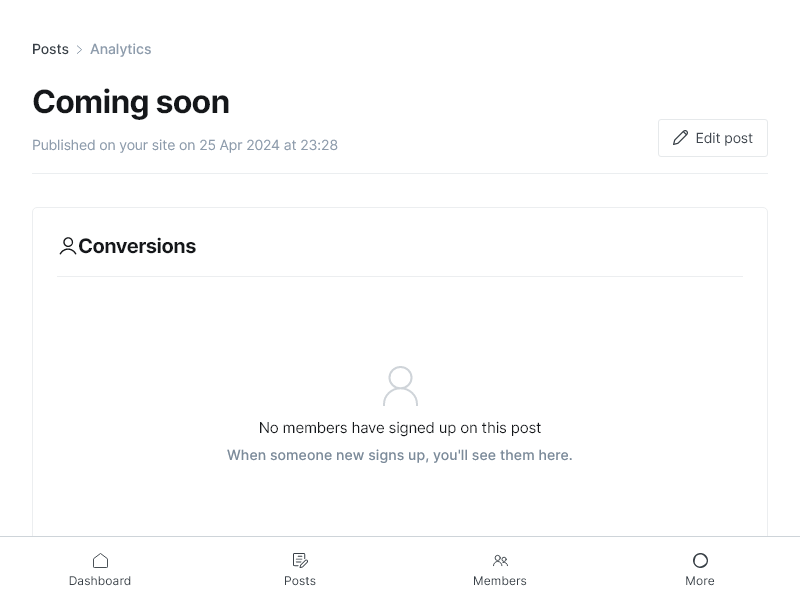 Posts > Analytics
Coming soon
Published on your site on 25 Apr 2024 at 23:28
Edit post
Conversions
No members have signed up on this post
When someone new signs up, you'll see them here.
Dashboard
Posts
Members
More